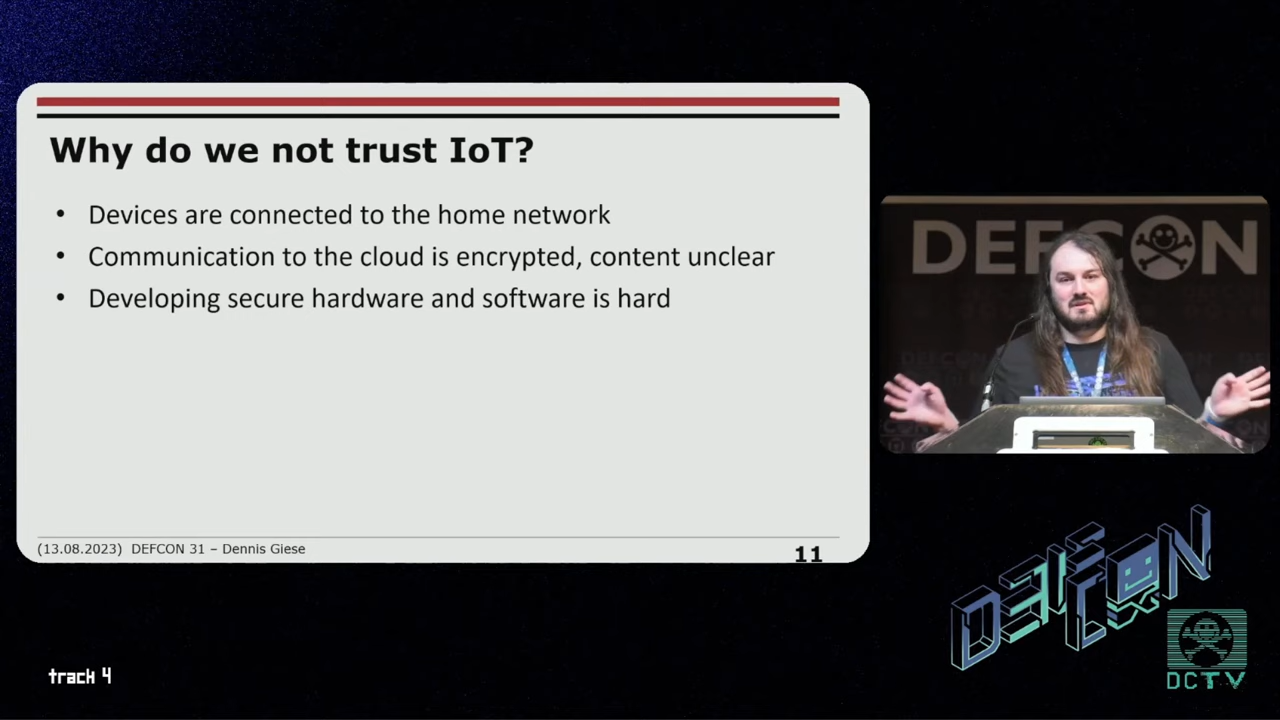 Why do we not trust IoT?
• Devices are connected to the home network
• Communication to the cloud is encrypted, content unclear
• Developing secure hardware and software is hard
(13.08.2023) DEFCON 31 – Dennis Giese
11
DEFCON
DEFCON
DCTV
track 4